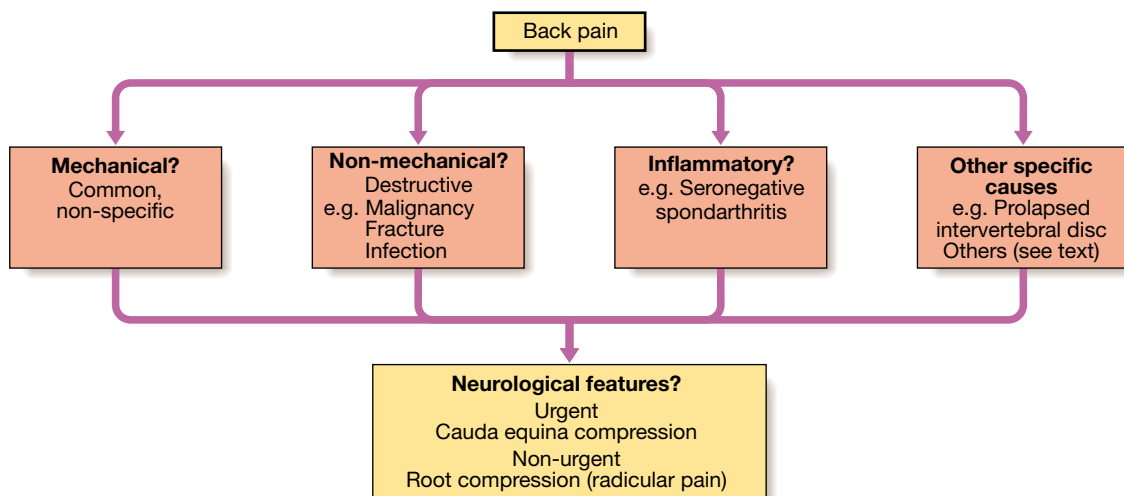 Back pain
Mechanical?
Common,
non-specific
Non-mechanical?
Destructive
e.g. Malignancy
Fracture
Infection
Inflammatory?
e.g. Seronegative
spondarthritis
Other specific
causes
e.g. Prolapsed
intervertebral disc
Others (see text)
Neurological features?
Urgent
Cauda equina compression
Non-urgent
Root compression (radicular pain)